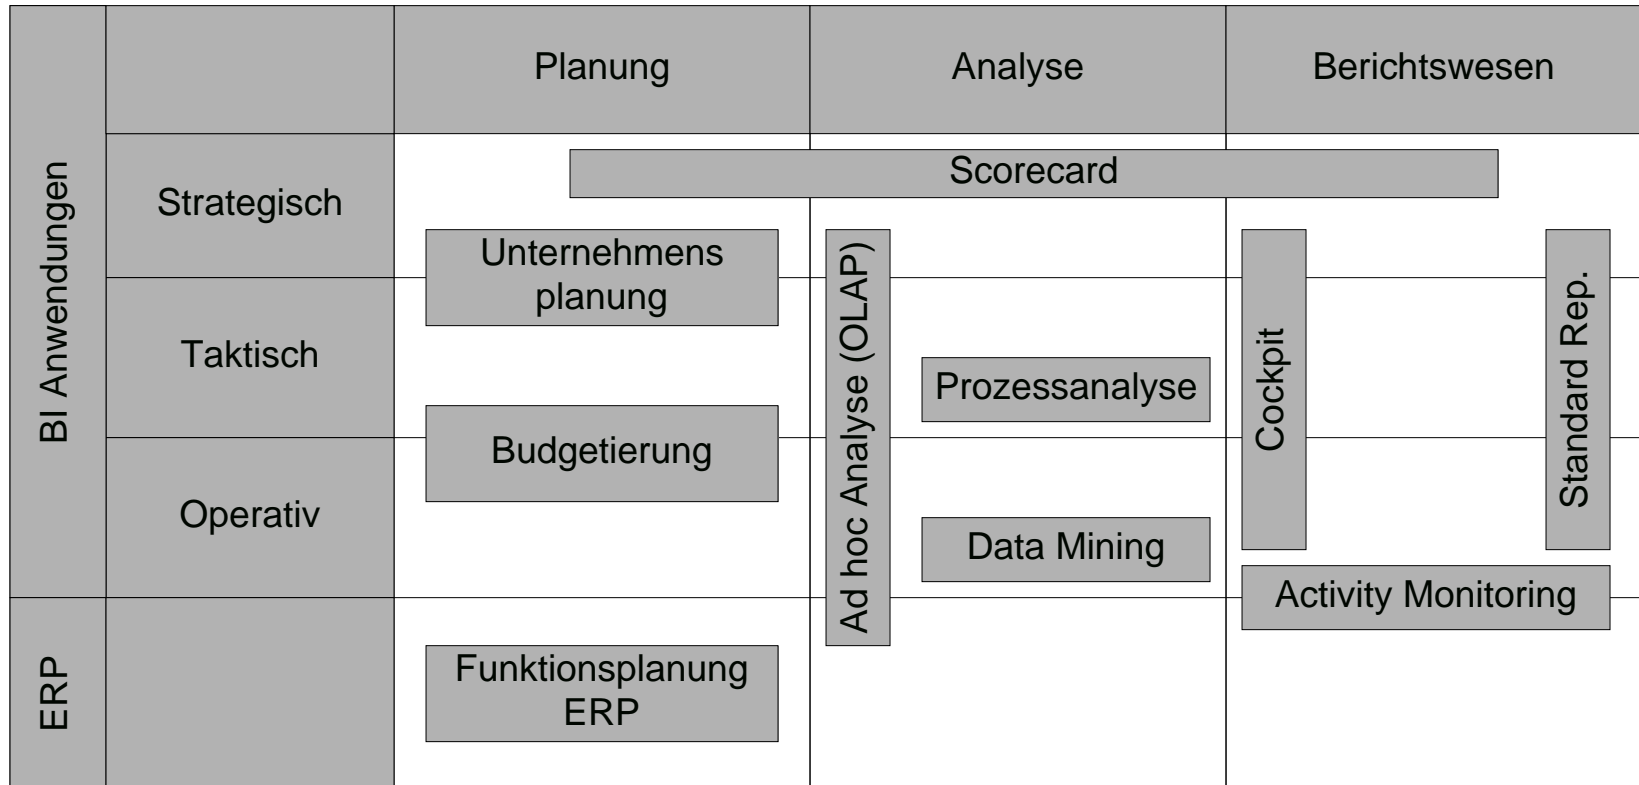 Planung
Analyse
Berichtswesen
BI Anwendungen
Strategisch
Scorecard
Unternehmens
planung
Taktisch
Ad hoc Analyse (OLAP)
Prozessanalyse
Cockpit
Standard Rep.
Budgetierung
Operativ
Data Mining
Activity Monitoring
ERP
Funktionsplanung
ERP